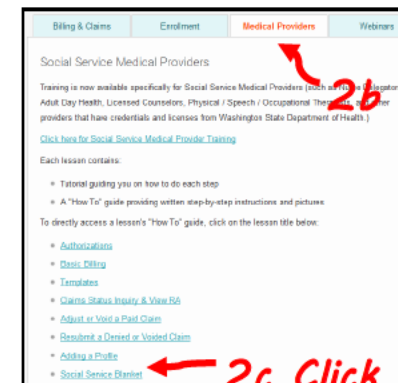 Billing & Claims Enrollment Medical Providers Webinars
Social Service Medical Providers
2b
Training is now available specifically for Social Service Medical Providers (such as Nurse Delegator
Adult Day Health, Licensed Counselors, Physical / Speech / Occupational Therapists, and other
providers that have credentials and licenses from Washington State Department of Health.)
Click here for Social Service Medical Provider Training
Each lesson contains:
Tutorial guiding you on how to do each step
A "How To" guide providing written step-by-step instructions and pictures
To directly access a lesson's "How To" guide, click on the lesson title below:
Authorizations
Basic Billing
Templates
Claims Status Inquiry & View RA
Adjust or Void a Paid Claim
Resubmit a Denied or Voided Claim
Adding a Profile
Social Service Blanket
2c Click